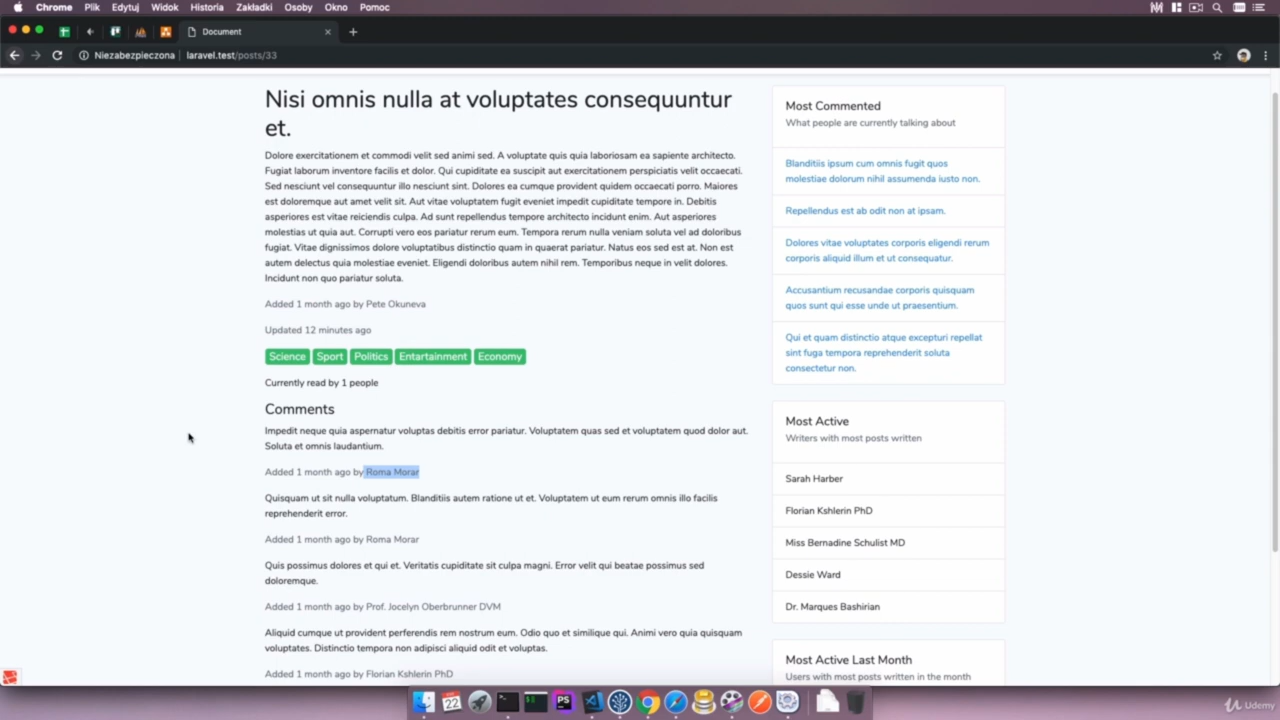 Chrome Plik Edytuj Widok Historia Zakładki Osoby Okno Pomoc
Document
Niezabezpieczona laravel.test/posts/33
Nisi omnis nulla at voluptates consequuntur
et.
Dolore exercitationem et commodi velit sed animi sed. A voluptate quis quia laboriosam ea sapiente architecto.
Fugiat laborum inventore facilis et dolor. Qui cupiditate ea suscipit aut exercitationem perspiciatis velit occaecati.
Sed nesciunt vel consequuntur illo nesciunt sint. Dolores ea cumque provident quidem occaecati porro. Maiores
est doloremque aut amet velit sit. Aut vitae voluptatem fugit eveniet impedit cupiditate tempore in. Debitis
asperiores est vitae reiciendis culpa. Ad sunt repellendus tempore architecto incidunt enim. Aut asperiores
molestias ut quia aut. Corrupti vero eos pariatur rerum eum. Tempora rerum nulla veniam soluta vel ad doloribus
fugiat. Vitae dignissimos dolore voluptatibus distinctio quam in quaerat pariatur. Natus eos sed est at. Non est
autem delectus quia molestiae eveniet. Eligendi doloribus autem nihil rem. Temporibus neque in velit dolores.
Incidunt non quo pariatur soluta.
Added 1 month ago by Pete Okuneva
Updated 12 minutes ago
Science Sport Politics Entartainment Economy
Currently read by 1 people
Comments
Impedit neque quia aspernatur voluptas debitis error pariatur. Voluptatem quas sed et voluptatem quod dolor aut.
Soluta et omnis laudantium.
Added 1 month ago by Roma Morar
Quisquam ut sit nulla voluptatum. Blanditiis autem ratione ut et. Voluptatem ut eum rerum omnis illo facilis
reprehenderit error.
Added 1 month ago by Roma Morar
Quis possimus dolores et qui et. Veritatis cupiditate sit culpa magni. Error velit qui beatae possimus sed
doloremque.
Added 1 month ago by Prof. Jocelyn Oberbrunner DVM
Aliquid cumque ut provident perferendis rem nostrum eum. Odio quo et similique qui. Animi vero quia quisquam
voluptates. Distinctio tempora non adipisci aliquid odit et voluptas.
Added 1 month ago by Florian Kshlerin PhD
Most Commented
What people are currently talking about
Blanditiis ipsum cum omnis fugit quos
molestiae dolorum nihil assumenda iusto non.
Repellendus est ab odit non at ipsam.
Dolores vitae voluptates corporis eligendi rerum
corporis aliquid illum et ut consequatur.
Accusantium recusandae corporis quisquam
quos sunt qui esse unde ut praesentium.
Qui et quam distinctio atque excepturi repellat
sint fuga tempora reprehenderit soluta
consectetur non.
Most Active
Writers with most posts written
Sarah Harber
Florian Kshlerin PhD
Miss Bernadine Schulist MD
Dessie Ward
Dr. Marques Bashirian
Most Active Last Month
Users with most posts written in the month
22
PS
Udemy